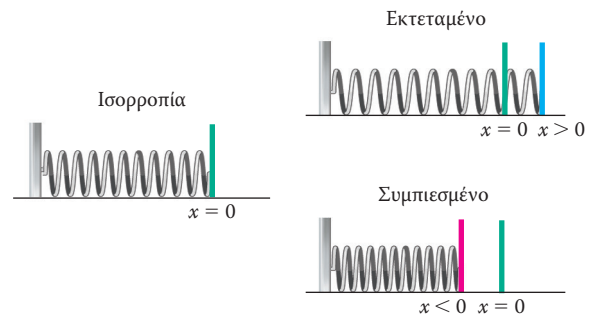 Ισορροπία
x = 0
Εκτεταμένο
x = 0 x > 0
Συμπιεσμένο
x < 0 x = 0